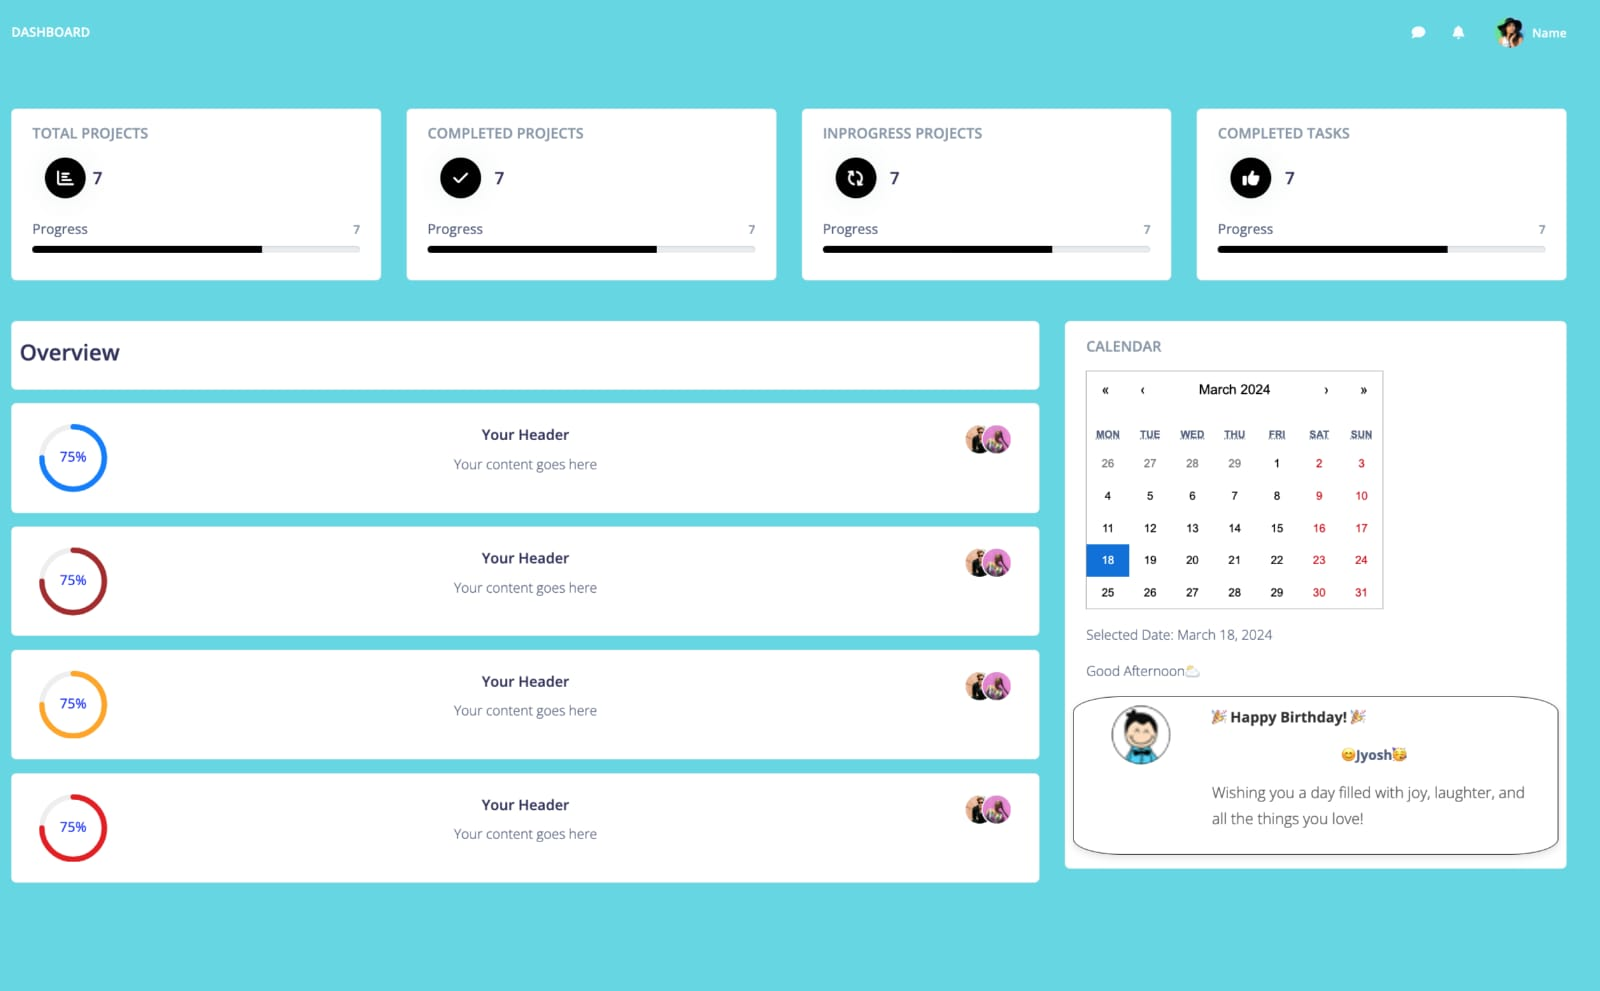 DASHBOARD
Name
TOTAL PROJECTS
7
Progress 7
COMPLETED PROJECTS
7
Progress 7
INPROGRESS PROJECTS
7
Progress 7
COMPLETED TASKS
7
Progress 7
Overview
75%
Your Header
Your content goes here
75%
Your Header
Your content goes here
75%
Your Header
Your content goes here
75%
Your Header
Your content goes here
CALENDAR
« ‹ March 2024 › »
MON TUE WED THU FRI SAT SUN
26 27 28 29 1 2 3
4 5 6 7 8 9 10
11 12 13 14 15 16 17
18 19 20 21 22 23 24
25 26 27 28 29 30 31
Selected Date: March 18, 2024
Good Afternoon🌥️
🎉 Happy Birthday! 🎉
😊Jyosh🥳
Wishing you a day filled with joy, laughter, and
all the things you love!